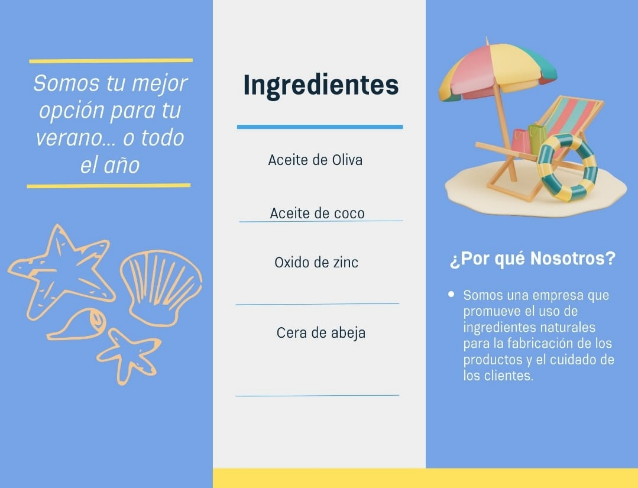 Somos tu mejor
opción para tu
verano... o todo
el año
Ingredientes
Aceite de Oliva
Aceite de coco
Oxido de zinc
Cera de abeja
¿Por qué Nosotros?
Somos una empresa que
promueve el uso de
ingredientes naturales
para la fabricación de los
productos y el cuidado de
los clientes.